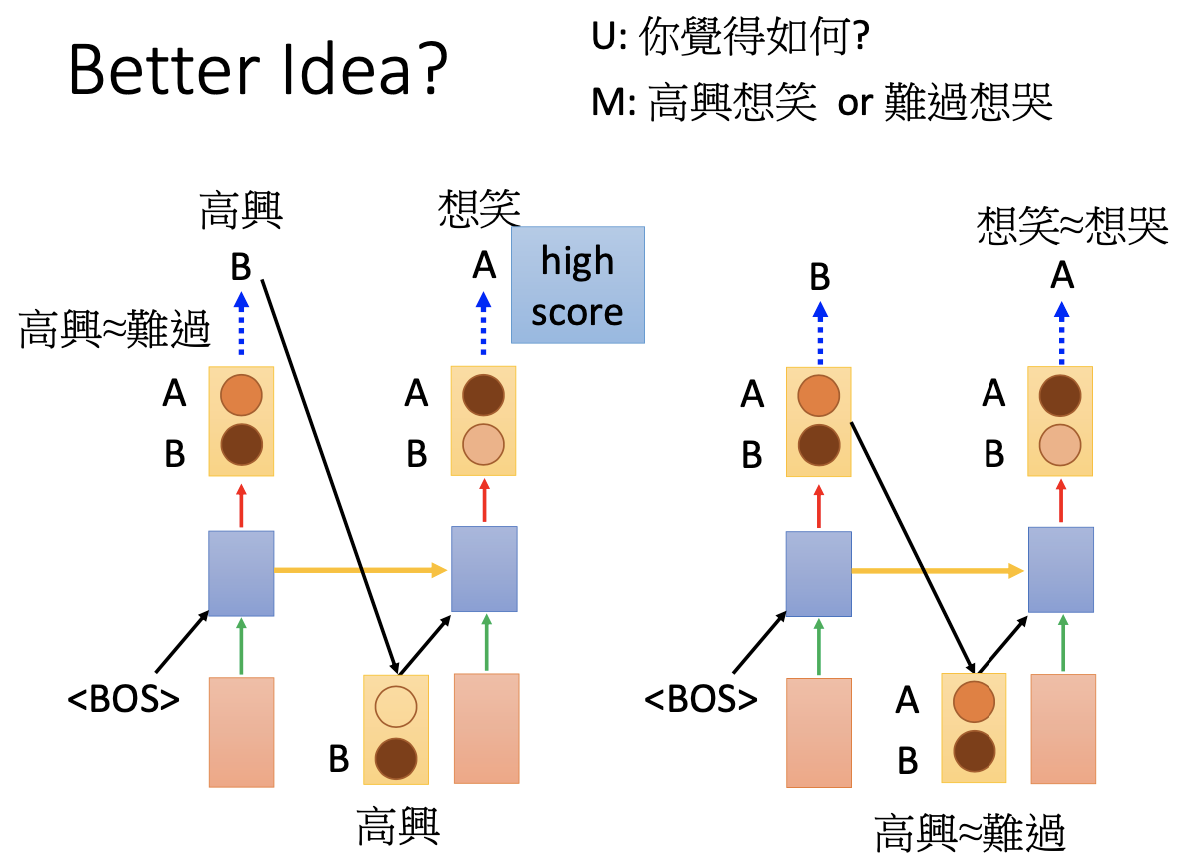 Better Idea?
U: 你覺得如何?
M: 高興想笑 or 難過想哭
高興
想笑
B
A
high
score
高興≈難過
A
B
A
B
<BOS>
B
高興
想笑≈想哭
B
A
A
B
A
B
<BOS>
A
B
高興≈難過